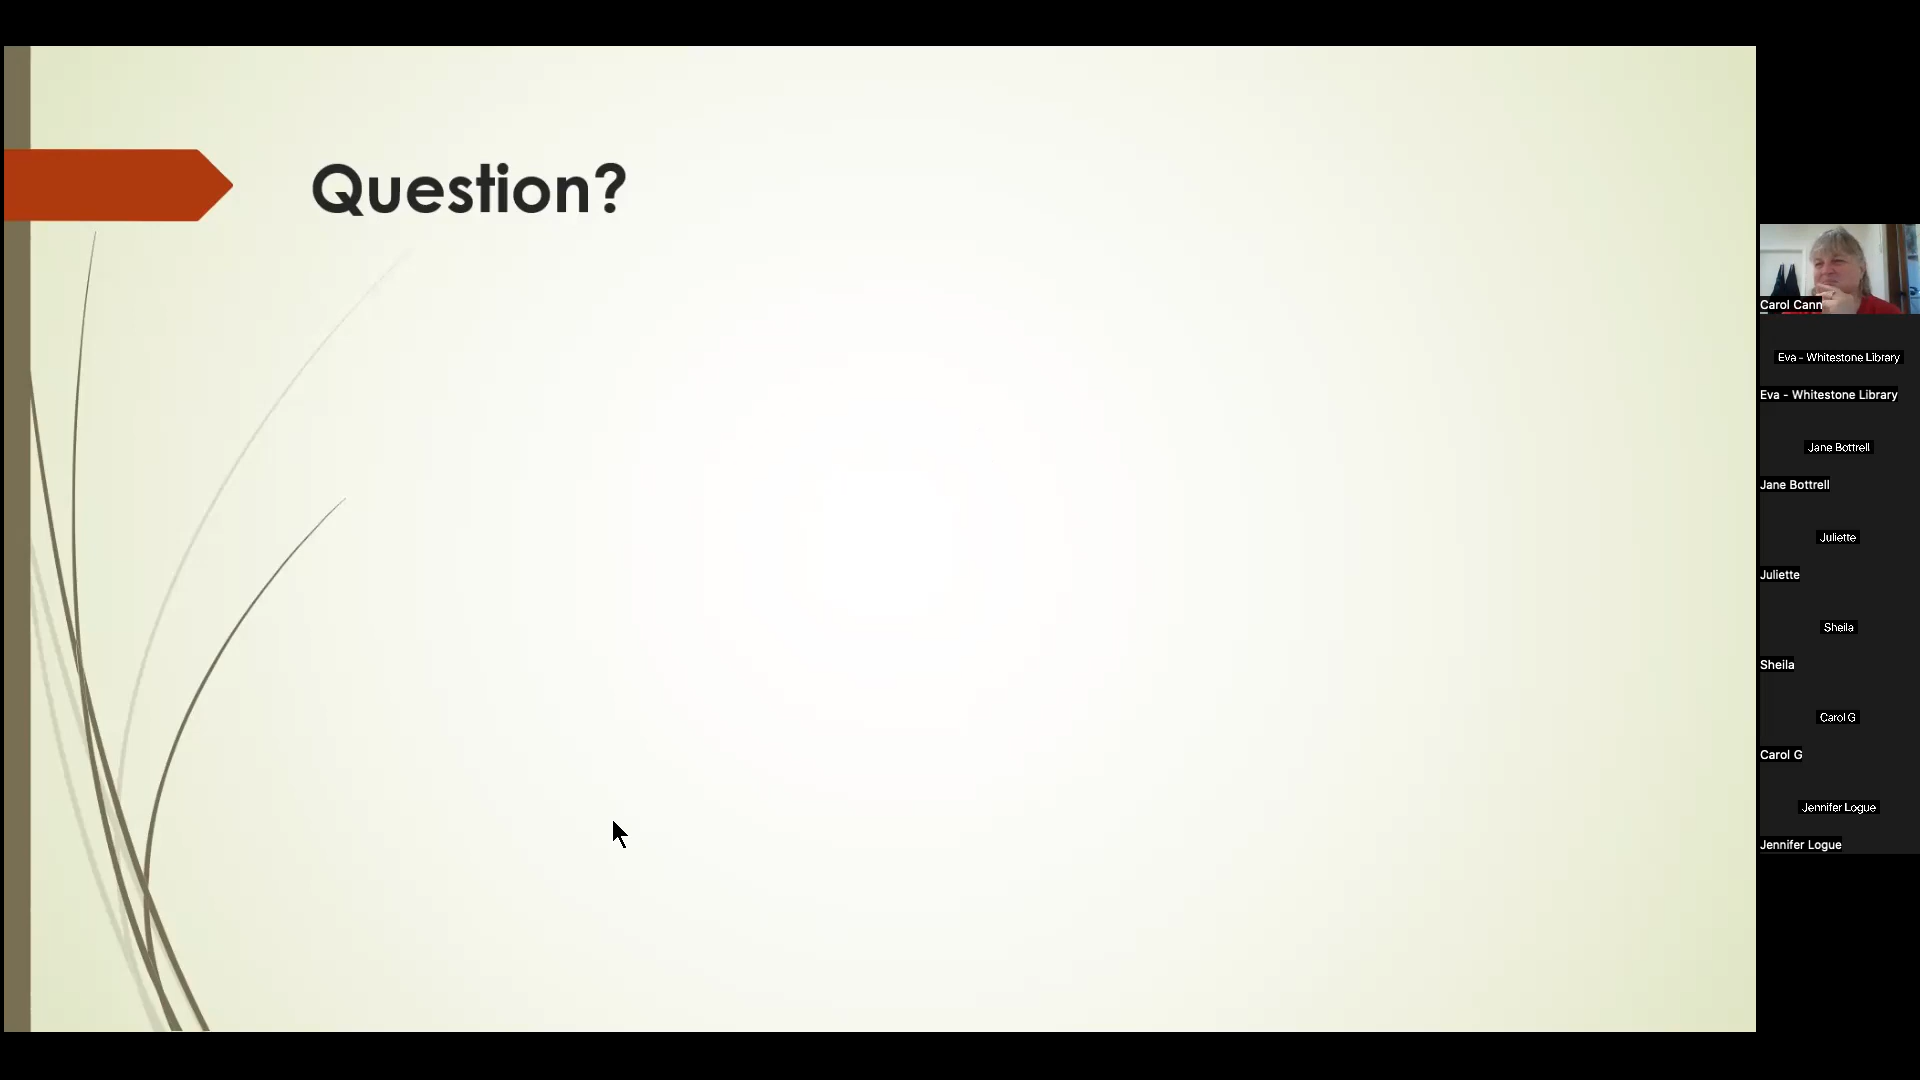 Question?
Carol Cann
Eva - Whitestone Library
Eva - Whitestone Library
Jane Bottrell
Jane Bottrell
Juliette
Juliette
Sheila
Sheila
Carol G
Carol G
Jennifer Logue
Jennifer Logue